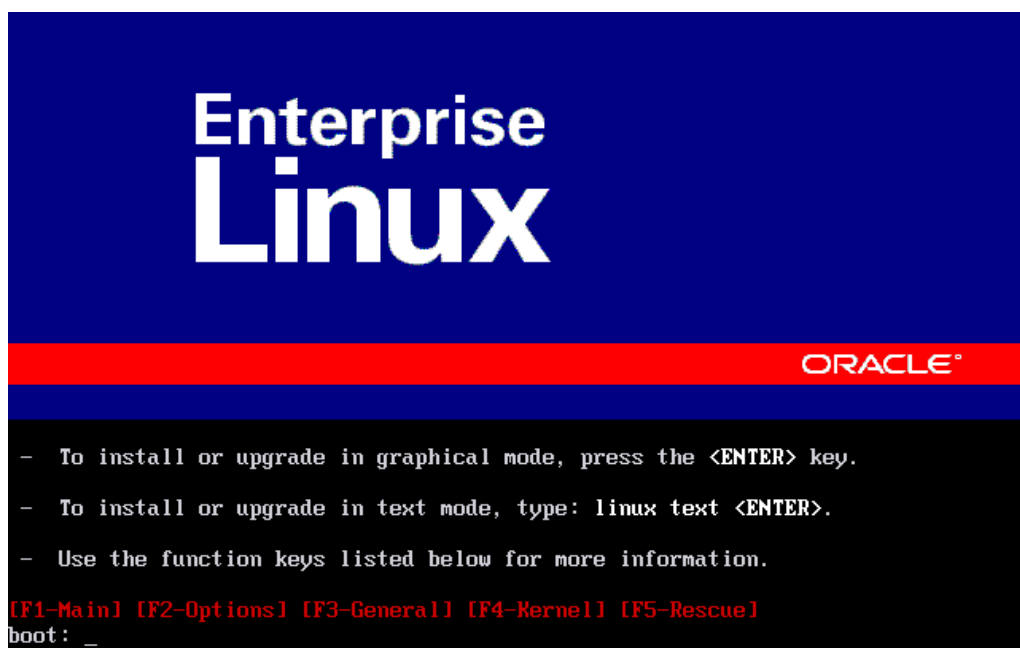 Enterprise
Linux
ORACLE®
- To install or upgrade in graphical mode, press the <ENTER> key.
- To install or upgrade in text mode, type: linux text <ENTER>.
- Use the function keys listed below for more information.
[F1-Main] [F2-Options] [F3-General] [F4-Kernel] [F5-Rescue]
boot: _